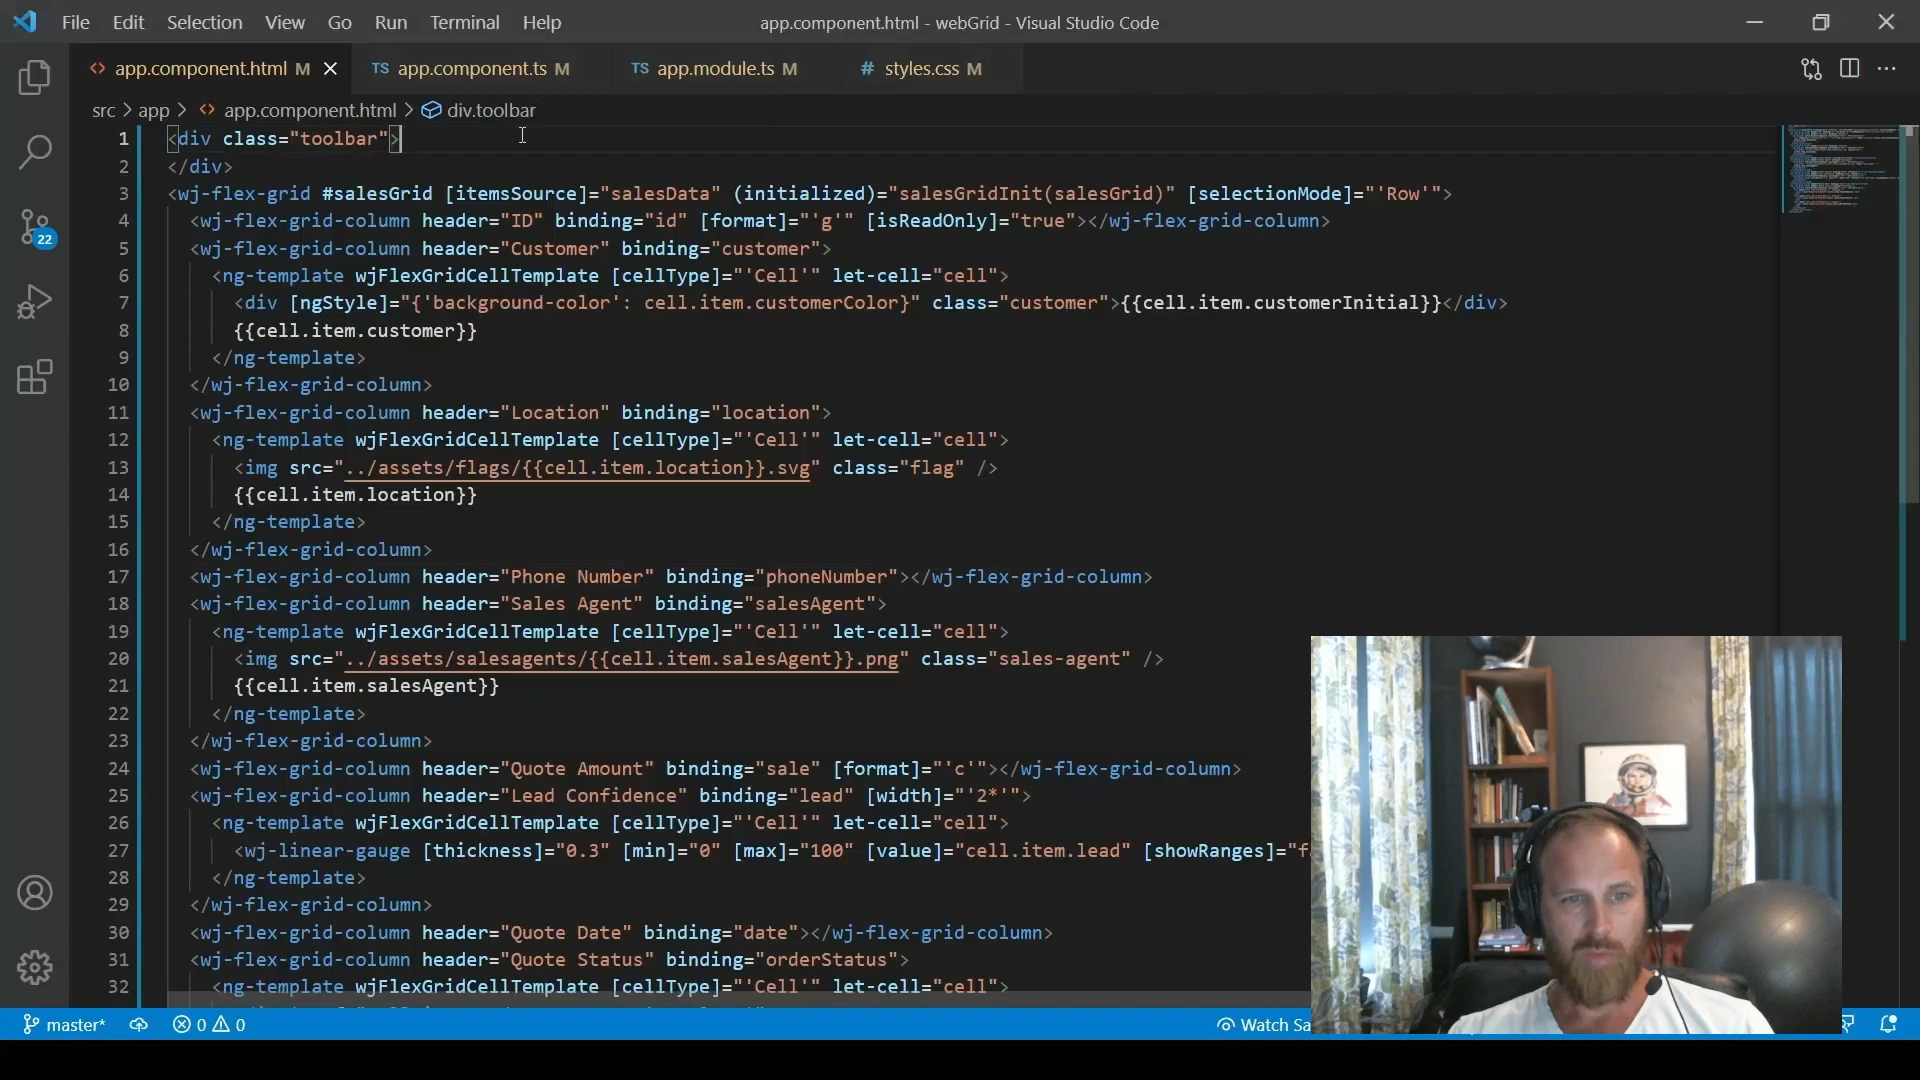 File Edit Selection View Go Run Terminal Help app.component.html - webGrid - Visual Studio Code
app.component.html M TS app.component.ts M TS app.module.ts M # styles.css M
src > app > app.component.html > div.toolbar
1 <div class="toolbar">
2 </div>
3 <wj-flex-grid #salesGrid [itemsSource]="salesData" (initialized)="salesGridInit(salesGrid)" [selectionMode]="'Row'">
4 <wj-flex-grid-column header="ID" binding="id" [format]="'g'" [isReadOnly]="true"></wj-flex-grid-column>
5 <wj-flex-grid-column header="Customer" binding="customer">
6 <ng-template wjFlexGridCellTemplate [cellType]="'Cell'" let-cell="cell">
7 <div [ngStyle]="{'background-color': cell.item.customerColor}" class="customer">{{cell.item.customerInitial}}</div>
8 {{cell.item.customer}}
9 </ng-template>
10 </wj-flex-grid-column>
11 <wj-flex-grid-column header="Location" binding="location">
12 <ng-template wjFlexGridCellTemplate [cellType]="'Cell'" let-cell="cell">
13 <img src="../assets/flags/{{cell.item.location}}.svg" class="flag" />
14 {{cell.item.location}}
15 </ng-template>
16 </wj-flex-grid-column>
17 <wj-flex-grid-column header="Phone Number" binding="phoneNumber"></wj-flex-grid-column>
18 <wj-flex-grid-column header="Sales Agent" binding="salesAgent">
19 <ng-template wjFlexGridCellTemplate [cellType]="'Cell'" let-cell="cell">
20 <img src="../assets/salesagents/{{cell.item.salesAgent}}.png" class="sales-agent" />
21 {{cell.item.salesAgent}}
22 </ng-template>
23 </wj-flex-grid-column>
24 <wj-flex-grid-column header="Quote Amount" binding="sale" [format]="'c'"></wj-flex-grid-column>
25 <wj-flex-grid-column header="Lead Confidence" binding="lead" [width]="'2*'">
26 <ng-template wjFlexGridCellTemplate [cellType]="'Cell'" let-cell="cell">
27 <wj-linear-gauge [thickness]="0.3" [min]="0" [max]="100" [value]="cell.item.lead" [showRanges]="f
28 </ng-template>
29 </wj-flex-grid-column>
30 <wj-flex-grid-column header="Quote Date" binding="date"></wj-flex-grid-column>
31 <wj-flex-grid-column header="Quote Status" binding="orderStatus">
32 <ng-template wjFlexGridCellTemplate [cellType]="'Cell'" let-cell="cell">
22
master* 0 0 Watch Sa